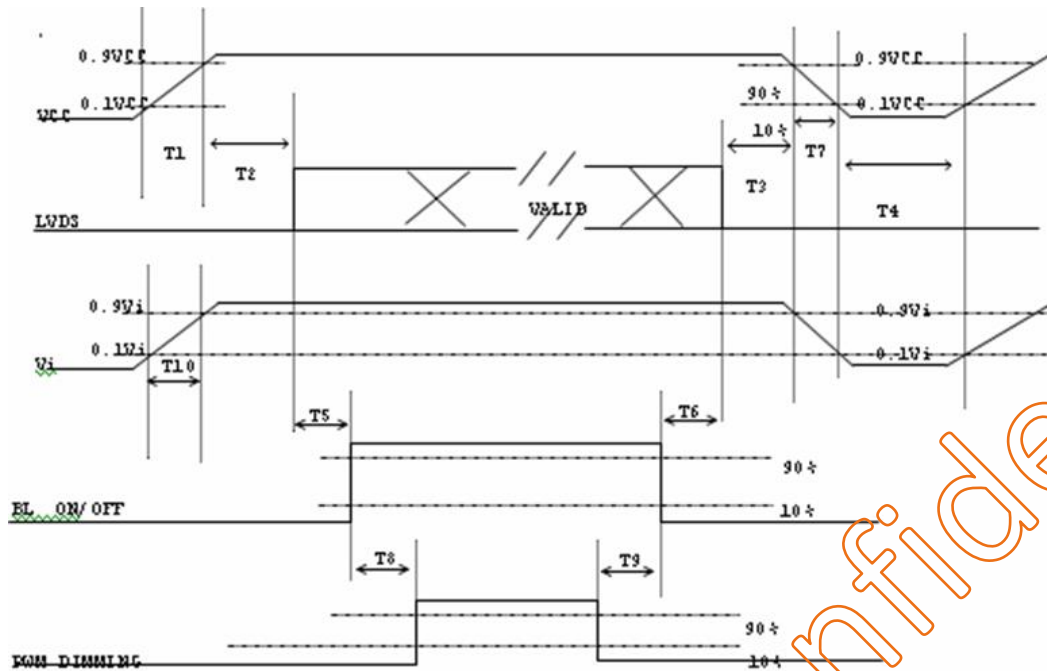 0.9VCC 0.9VCC
0.1VCC 90% 0.1VCC
VCC
T1 T2 10% T7
T3
T4
VALID
LVDS
0.9Vi 0.9Vi
0.1Vi 0.1Vi
Vi
T10
T5 T6
90%
BL ON/OFF 10%
T8 T9
90%
PWM DIMMING 10%
nfide